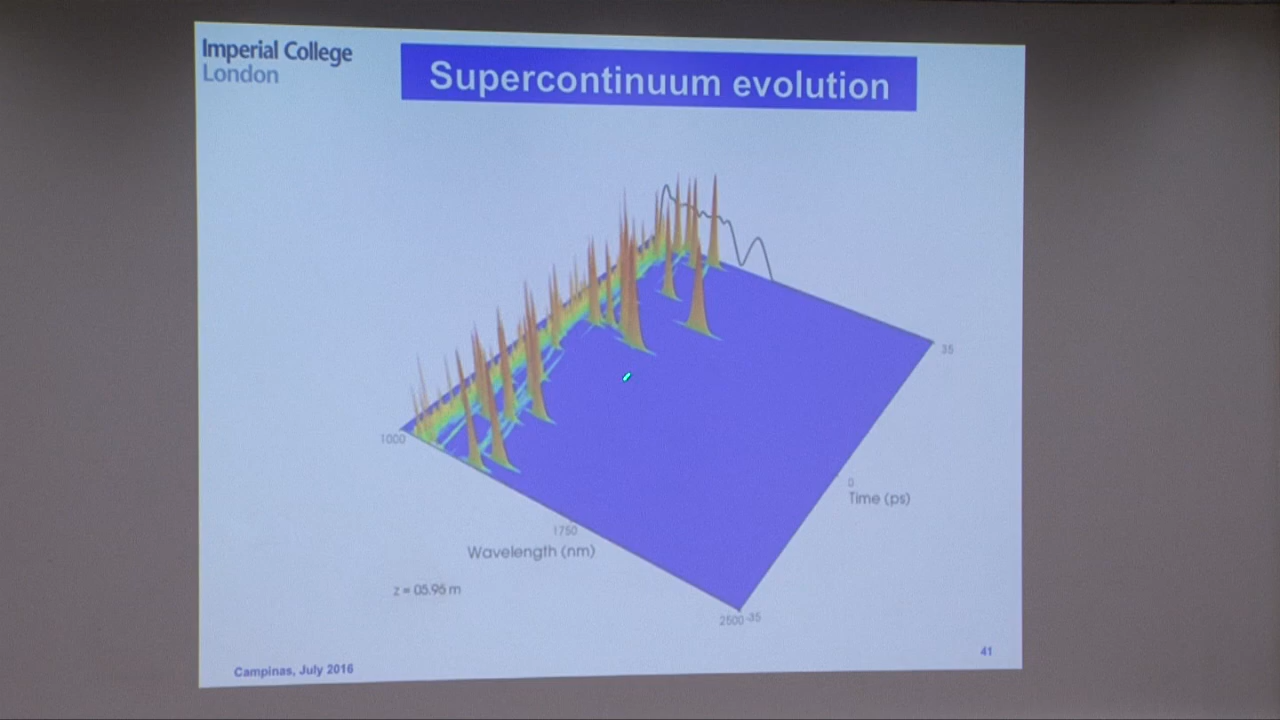 Imperial College
London
Supercontinuum evolution
35
1000
0
Time (ps)
1750
Wavelength (nm)
z = 05.96 m
2500 -35
41
Campinas, July 2016